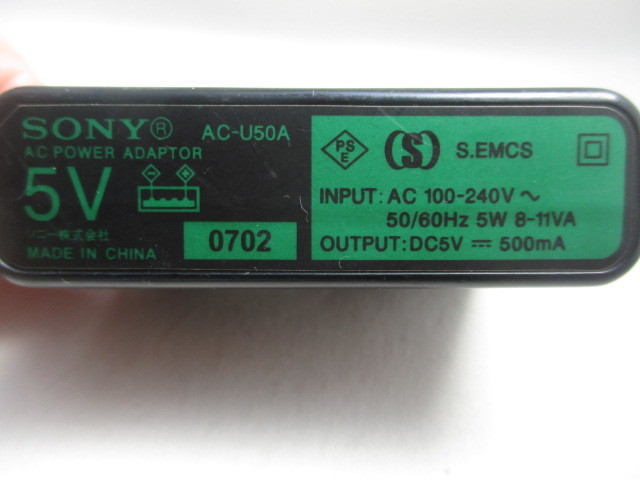 SONY® AC-U50A
AC POWER ADAPTOR
5V
ソニー株式会社
MADE IN CHINA
0702
PS E S S.EMCS
INPUT: AC 100-240V ~
50/60Hz 5W 8-11VA
OUTPUT: DC5V ⎓ 500mA